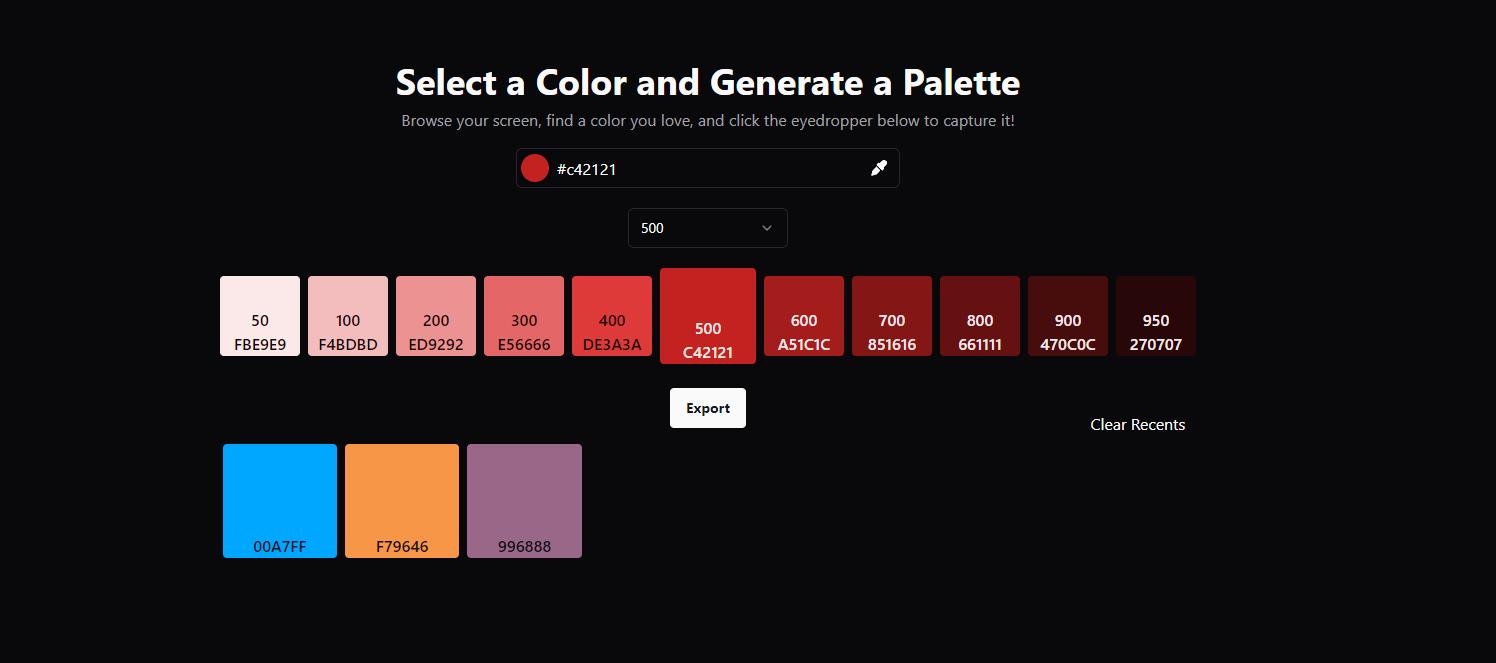 Select a Color and Generate a Palette
Browse your screen, find a color you love, and click the eyedropper below to capture it!
#c42121
500
50 100 200 300 400 500 600 700 800 900 950
FBE9E9 F4BDBD ED9292 E56666 DE3A3A C42121 A51C1C 851616 661111 470C0C 270707
Export
Clear Recents
00A7FF F79646 996888